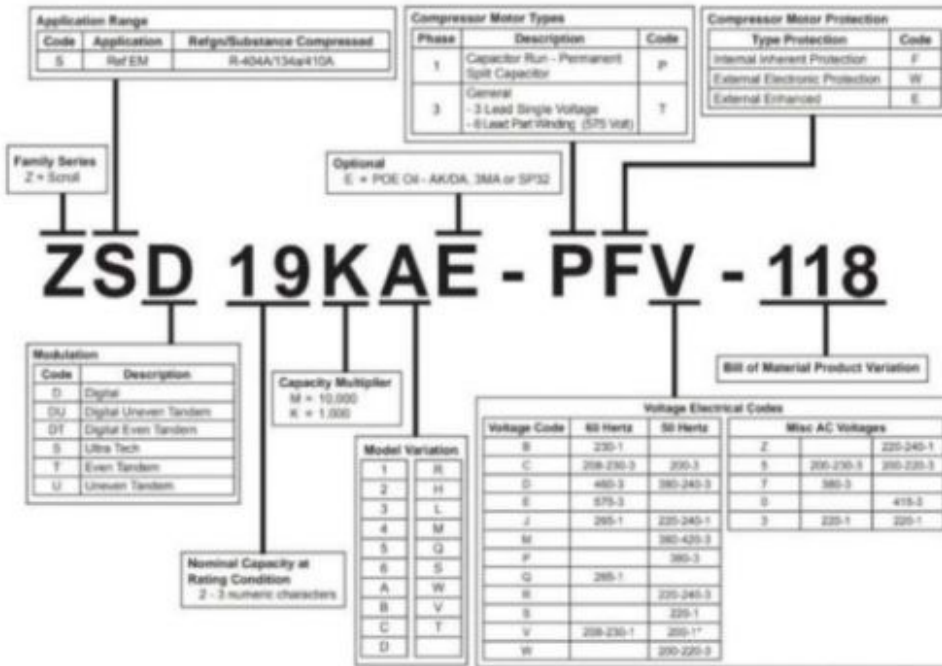 Application Range
Code Application Refgn/Substance Compressed
S Ref EM R-404A/134a/410A
Compressor Motor Types
Phase Description Code
1 Capacitor Run - Permanent Split Capacitor P
3 General
- 3 Lead Single Voltage T
- 6 Lead Part Winding (575 Volt)
Compressor Motor Protection
Type Protection Code
Internal Inherent Protection F
External Electronic Protection W
External Enhanced E
Family Series
Z = Scroll
Optional
E = POE Oil - AK/DA, 3MA or SP32
ZSD 19KAE - PFV - 118
Modulation
Code Description
D Digital
DU Digital Uneven Tandem
DT Digital Even Tandem
S Ultra Tech
T Even Tandem
U Uneven Tandem
Nominal Capacity at
Rating Condition
2 - 3 numeric characters
Capacity Multiplier
M = 10,000
K = 1,000
Model Variation
1 R
2 H
3 L
4 M
5 Q
6 S
A W
B V
C T
D
Bill of Material Product Variation
Voltage Electrical Codes
Voltage Code 60 Hertz 50 Hertz
B 230-1
C 208-230-3 200-3
D 460-3 380-240-3
E 575-3
J 265-1 220-240-1
M 380-420-3
P 380-3
Q 265-1
R 220-240-3
S 220-1
V 208-230-1 200-1*
W 200-220-3
Misc AC Voltages
Z 220-240-1
5 200-230-3 200-220-3
7 380-3
0 415-3
3 220-1 220-1